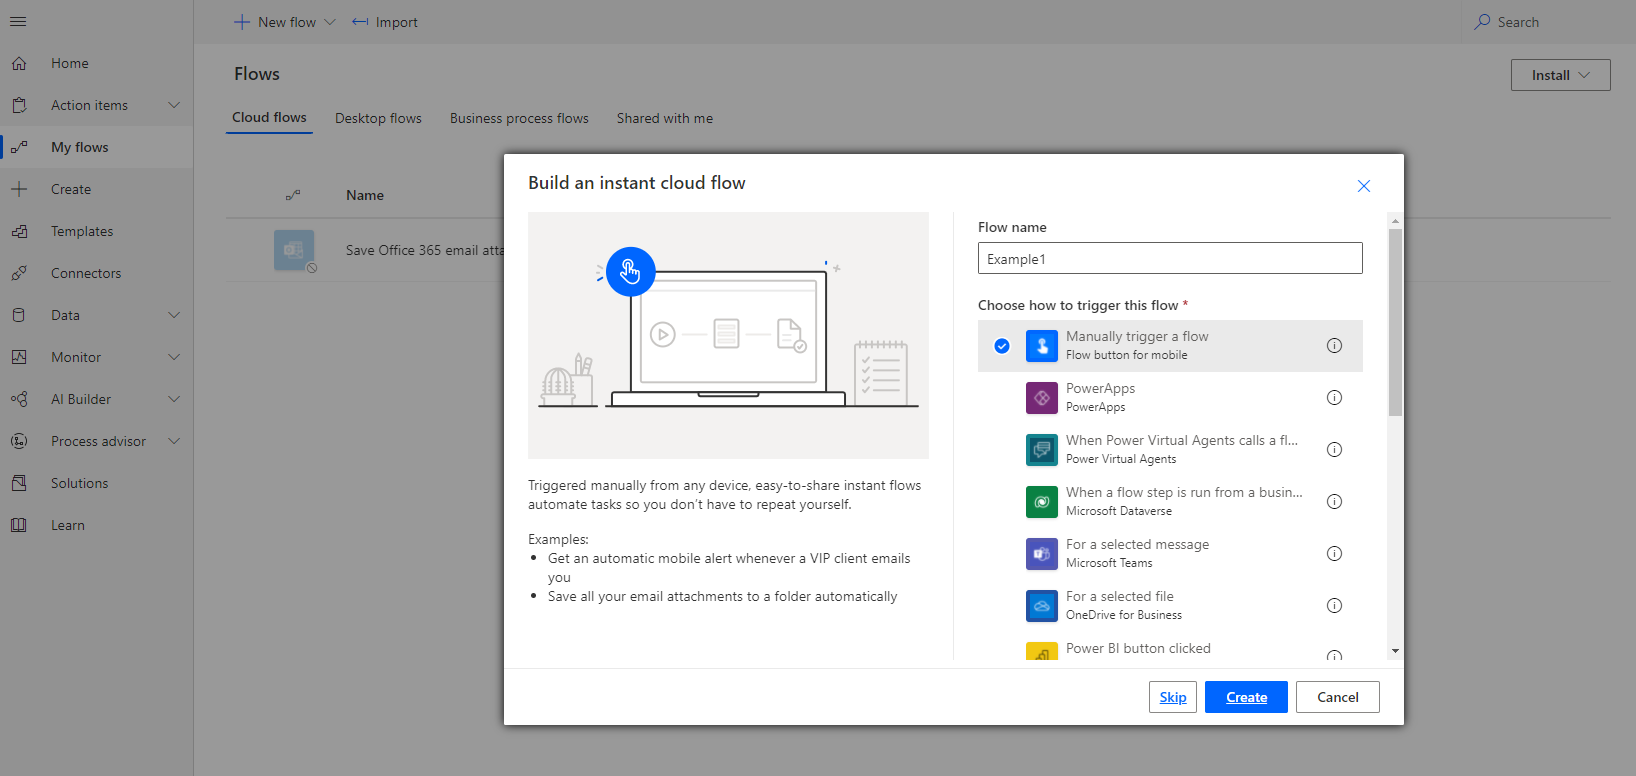 New flow
Import
Search
Home
Action items
My flows
Create
Templates
Connectors
Data
Monitor
AI Builder
Process advisor
Solutions
Learn
Flows
Install
Cloud flows
Desktop flows
Business process flows
Shared with me
Name
Save Office 365 email atta
Build an instant cloud flow
Triggered manually from any device, easy-to-share instant flows
automate tasks so you don't have to repeat yourself.
Examples:
Get an automatic mobile alert whenever a VIP client emails
you
Save all your email attachments to a folder automatically
Flow name
Example1
Choose how to trigger this flow *
Manually trigger a flow
Flow button for mobile
PowerApps
PowerApps
When Power Virtual Agents calls a fl...
Power Virtual Agents
When a flow step is run from a busin...
Microsoft Dataverse
For a selected message
Microsoft Teams
For a selected file
OneDrive for Business
Power BI button clicked
Skip
Create
Cancel